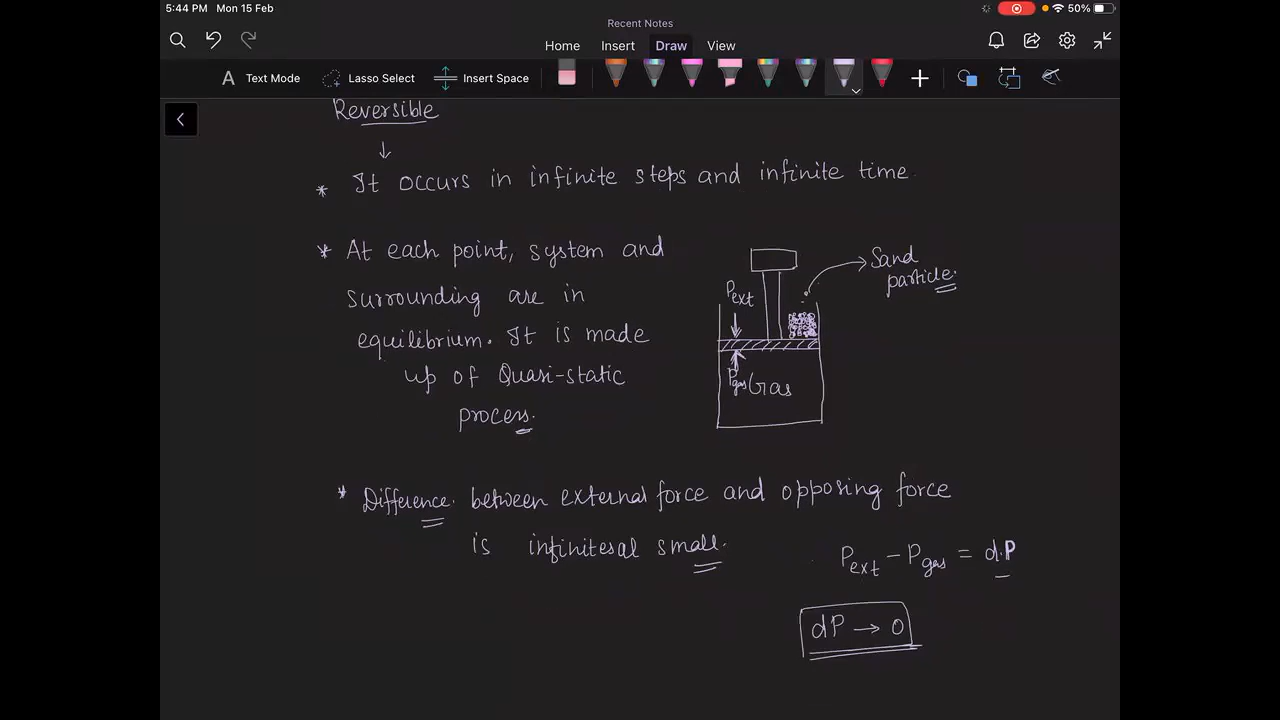 5:44 PM Mon 15 Feb
50%
Recent Notes
Home Insert Draw View
A Text Mode Lasso Select Insert Space
Reversible
↓
* It occurs in infinite steps and infinite time.
* At each point, system and
surrounding are in
equilibrium. It is made
up of Quasi-static
process.
Sand
particle.
Pext
Pgas Gas
* Difference between external force and opposing force
is infinitesal small.
Pext - Pgas = d.P
dP → 0